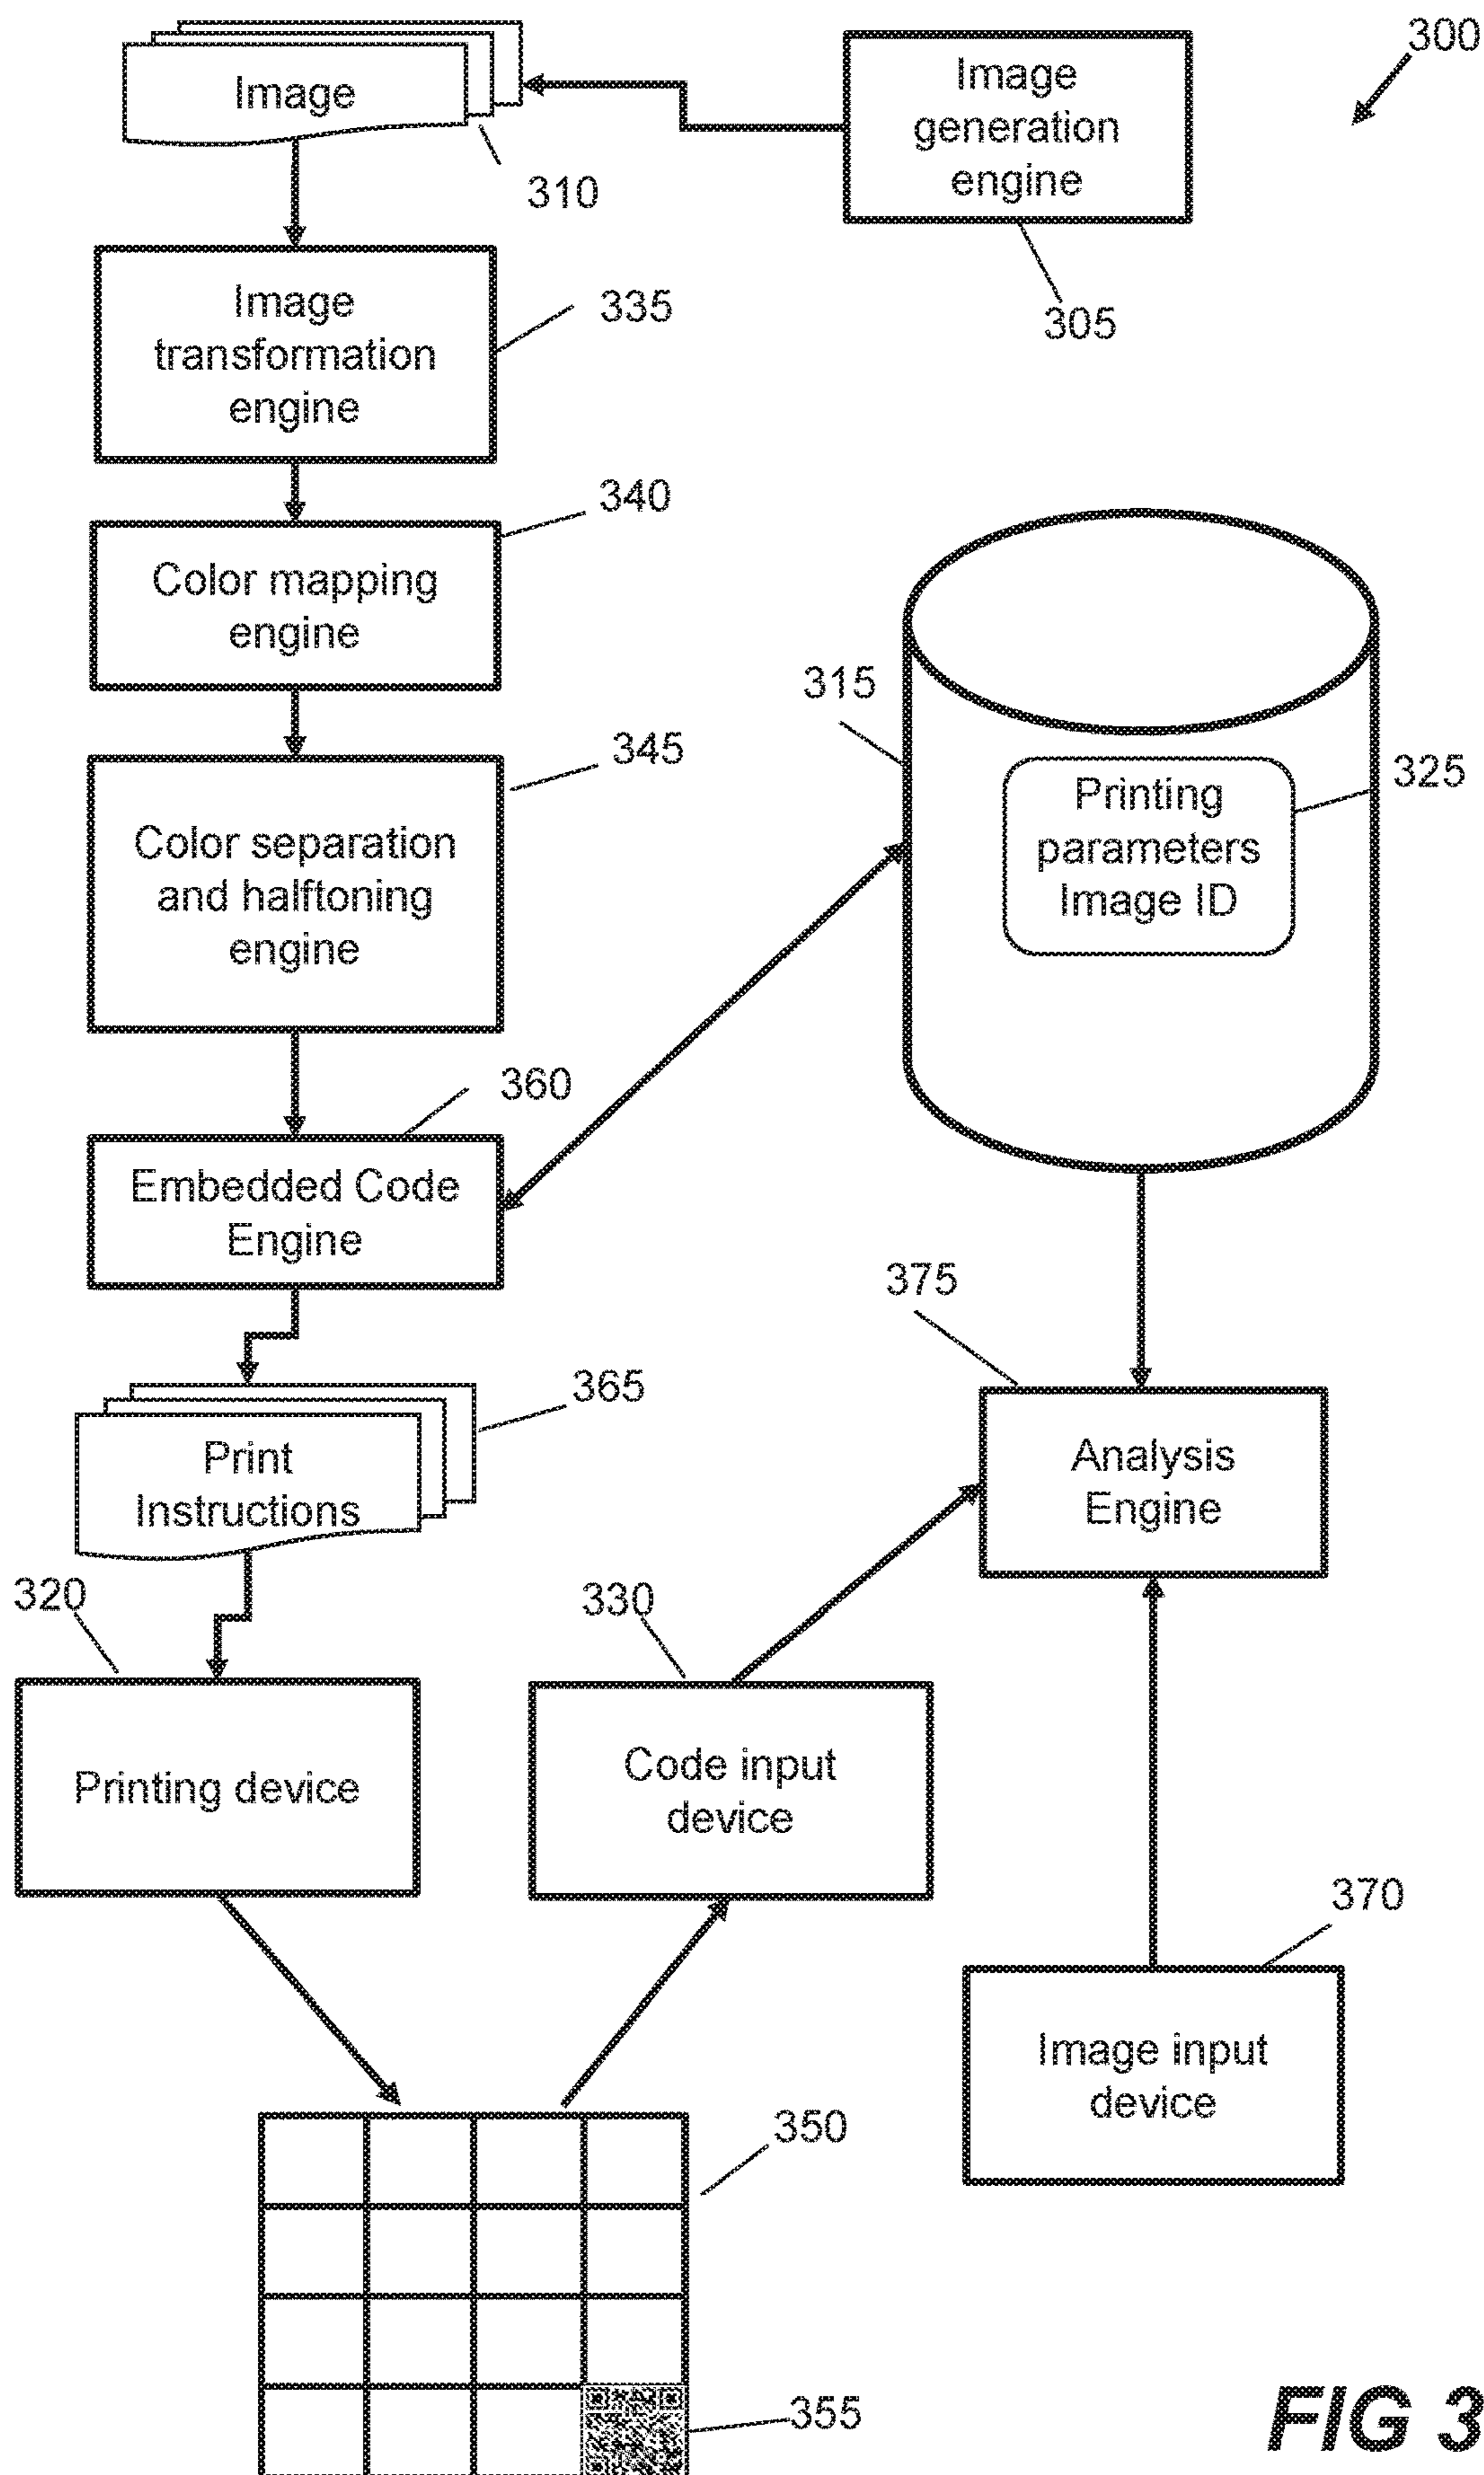 300
Image
310
Image
generation
engine
305
Image
transformation
engine
335
340
Color mapping
engine
345
Color separation
and halftoning
engine
315
Printing
parameters
Image ID
325
360
Embedded Code
Engine
375
365
Print
Instructions
Analysis
Engine
320
330
Printing device
Code input
device
370
Image input
device
350
355
FIG 3